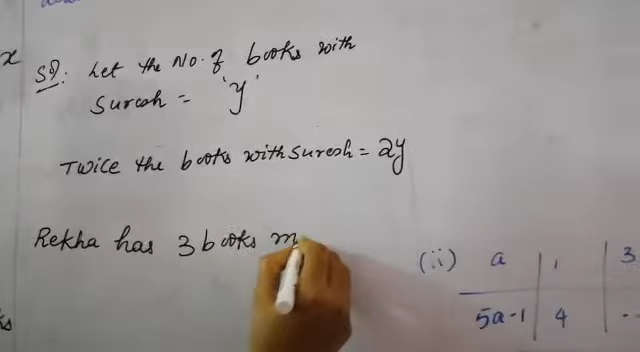 x
Sol: Let the No. of books with
Suresh = 'y'
Twice the books with Suresh = 2y
Rekha has 3 books m
(ii) a | 1 | 3
5a-1 | 4 | --